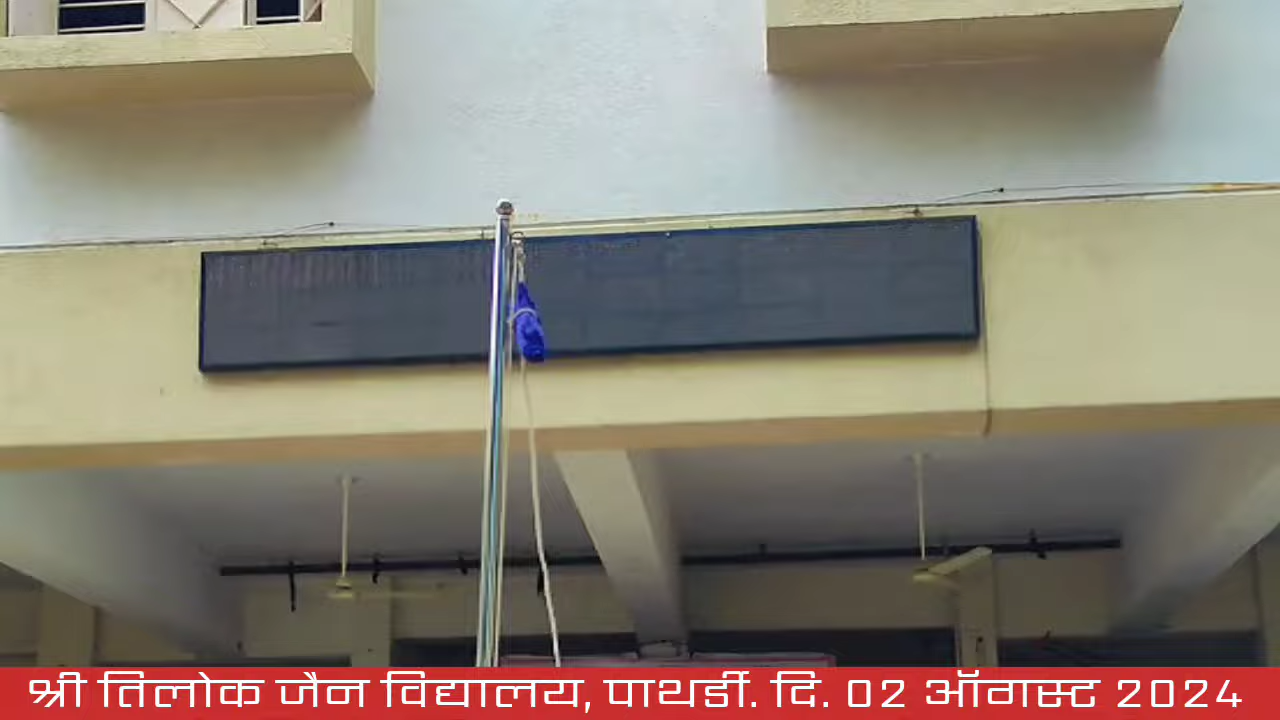 श्री तिलोक जैन विद्यालय, पाथर्डी. दि. 02 ऑगस्ट 2024